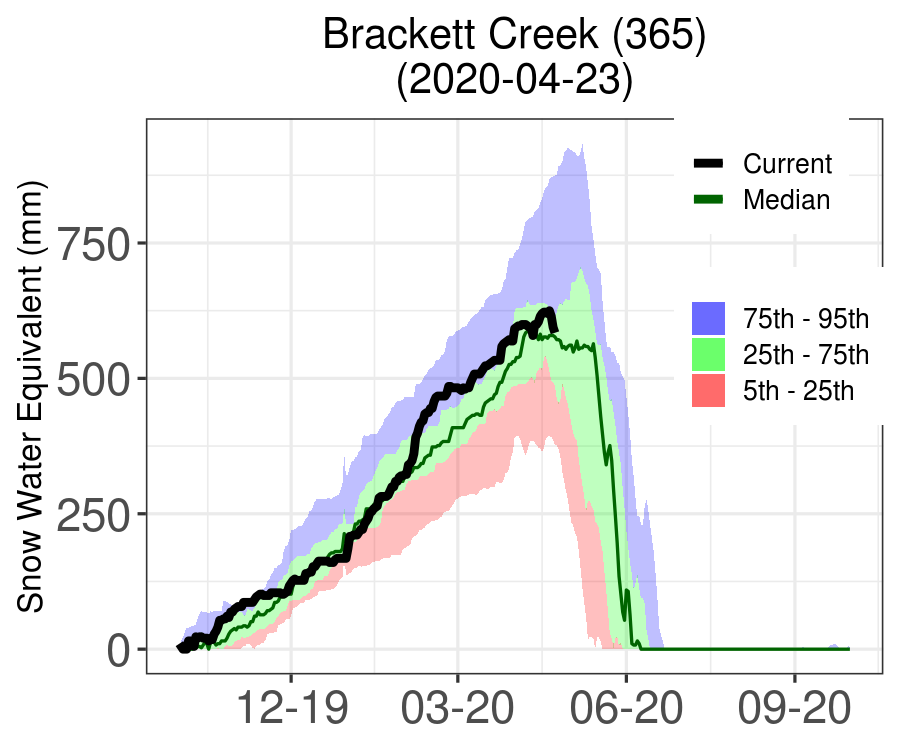 Brackett Creek (365)
(2020-04-23)
Snow Water Equivalent (mm)
750
500
250
0
12-19
03-20
06-20
09-20
Current
Median
75th - 95th
25th - 75th
5th - 25th